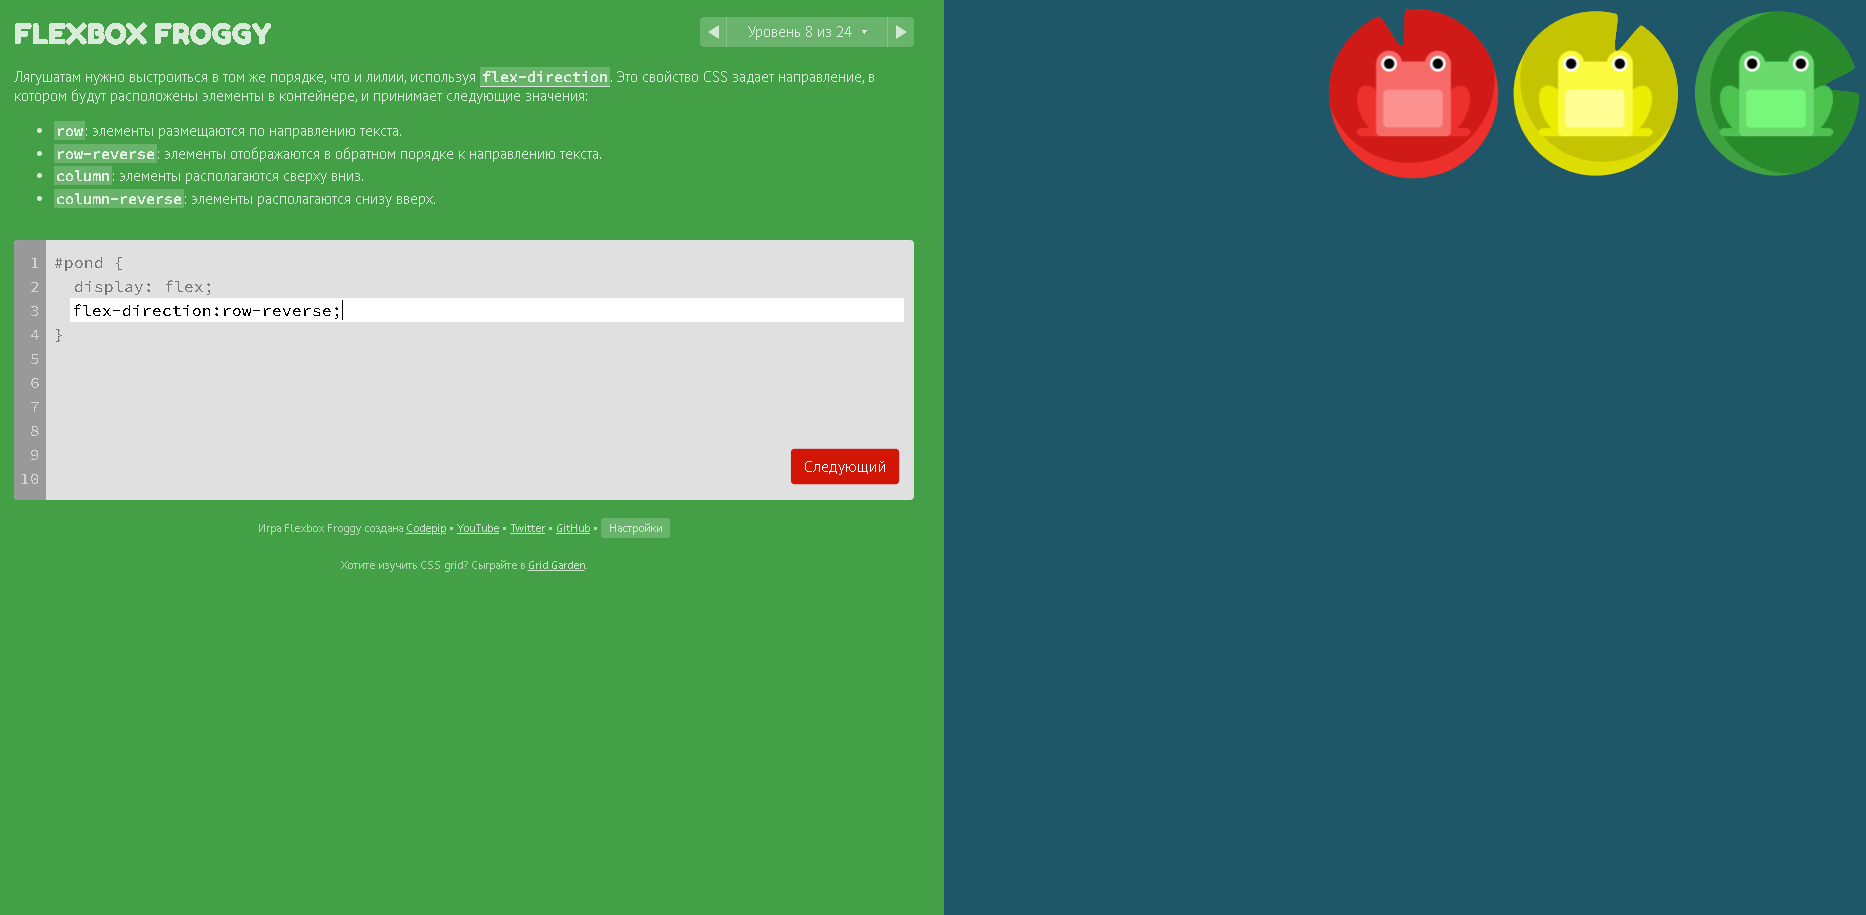 FLEXBOX FROGGY
Уровень 8 из 24
Лягушатам нужно выстроиться в том же порядке, что и лилии, используя flex-direction. Это свойство CSS задает направление, в
котором будут расположены элементы в контейнере, и принимает следующие значения:
row: элементы размещаются по направлению текста.
row-reverse: элементы отображаются в обратном порядке к направлению текста.
column: элементы располагаются сверху вниз.
column-reverse: элементы располагаются снизу вверх.
1 #pond {
2 display: flex;
3 flex-direction:row-reverse;
4 }
5
6
7
8
9
10
Следующий
Игра Flexbox Froggy создана Codepip • YouTube • Twitter • GitHub • Настройки
Хотите изучить CSS grid? Сыграйте в Grid Garden.